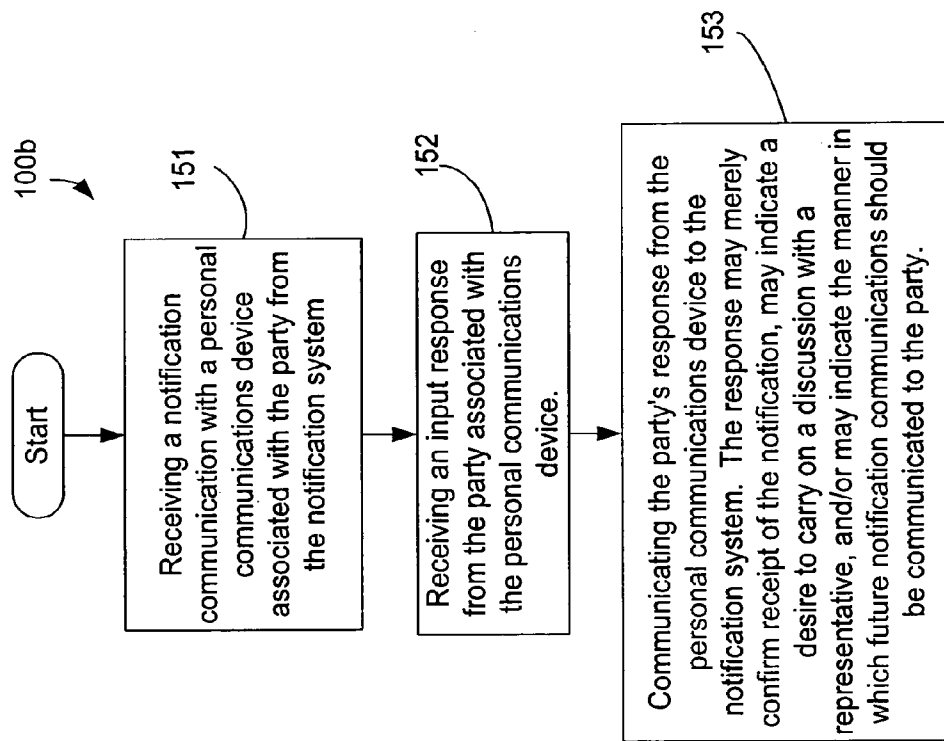 100b
Start
151
Receiving a notification
communication with a personal
communications device
associated with the party from
the notification system
152
Receiving an input response
from the party associated with
the personal communications
device.
153
Communicating the party's response from the
personal communications device to the
notification system. The response may merely
confirm receipt of the notification, may indicate a
desire to carry on a discussion with a
representative, and/or may indicate the manner in
which future notification communications should
be communicated to the party.